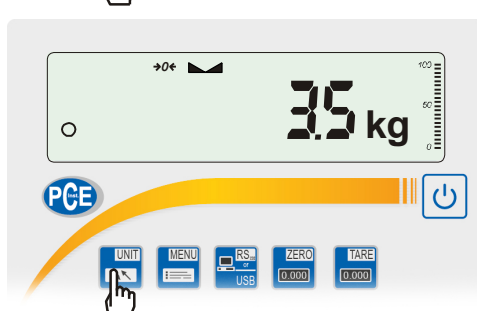 →0←
100
50
0
3.5 kg
PCE
UNIT
MENU
RS
or
USB
ZERO
0.000
TARE
0.000